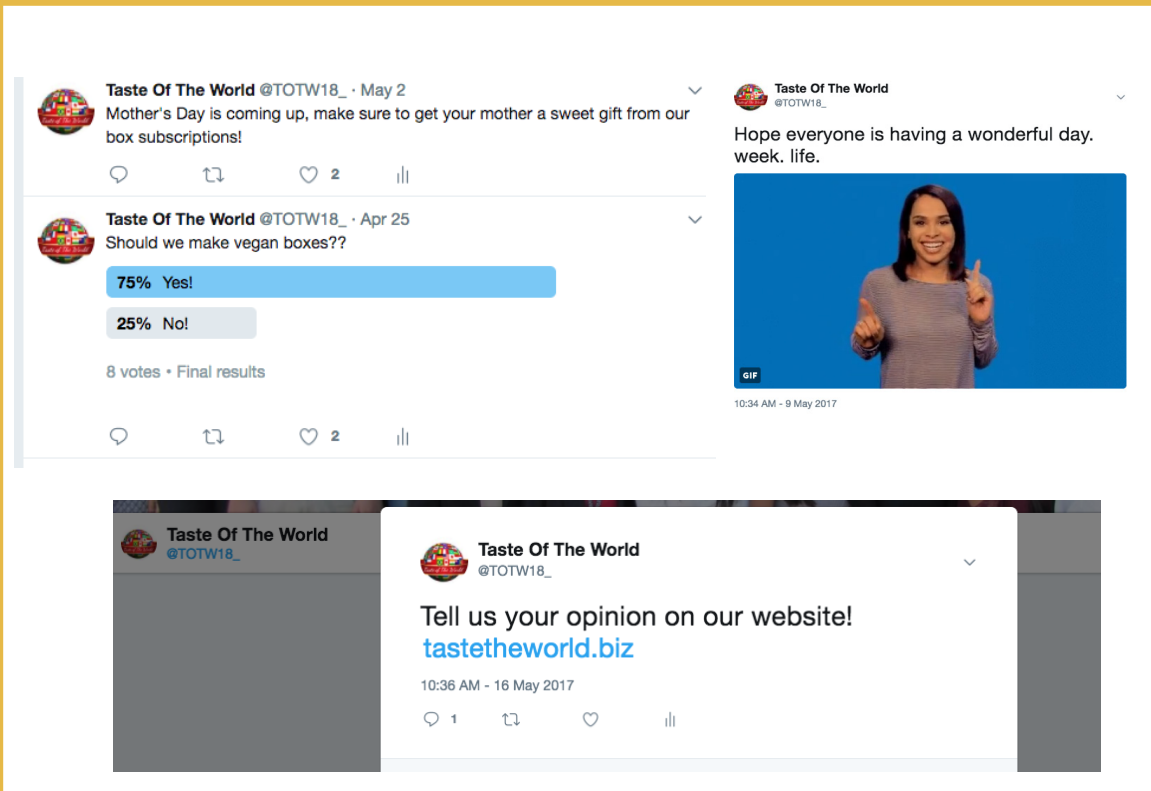 Taste Of The World @TOTW18_ · May 2
Mother's Day is coming up, make sure to get your mother a sweet gift from our
box subscriptions!
2
Taste Of The World @TOTW18_ · Apr 25
Should we make vegan boxes??
75% Yes!
25% No!
8 votes • Final results
2
Taste Of The World
@TOTW18_
Hope everyone is having a wonderful day.
week. life.
GIF
10:34 AM - 9 May 2017
Taste Of The World
@TOTW18_
Taste Of The World
@TOTW18_
Tell us your opinion on our website!
tastetheworld.biz
10:36 AM - 16 May 2017
1